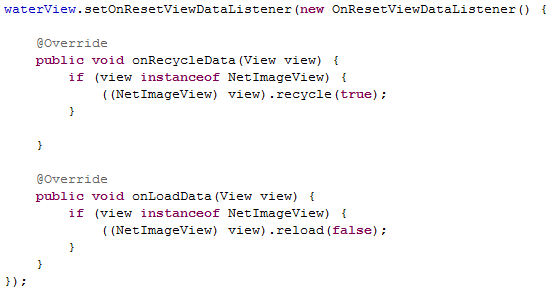 waterView.setOnResetViewDataListener(new OnResetViewDataListener() {
@Override
public void onRecycleData(View view) {
if (view instanceof NetImageView) {
((NetImageView) view).recycle(true);
}
}
@Override
public void onLoadData(View view) {
if (view instanceof NetImageView) {
((NetImageView) view).reload(false);
}
}
});